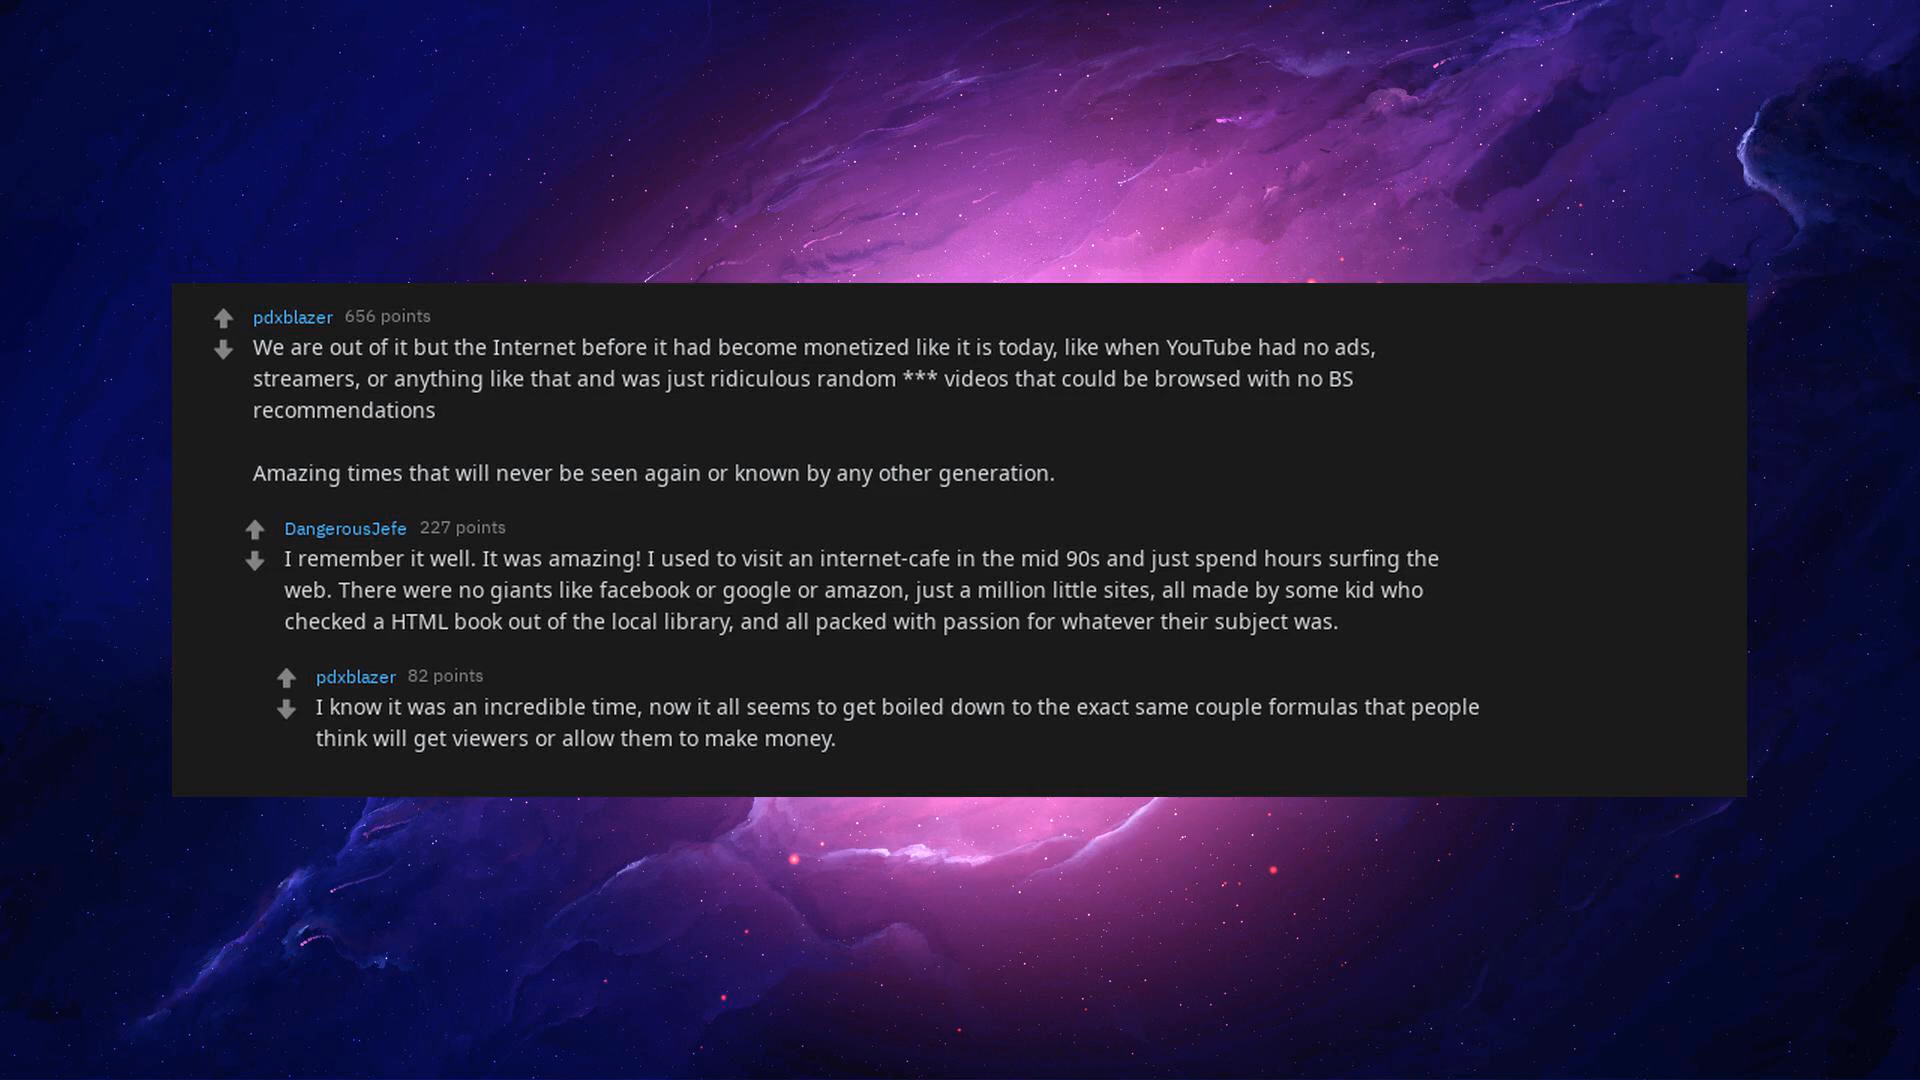 pdxblazer 656 points
We are out of it but the Internet before it had become monetized like it is today, like when YouTube had no ads,
streamers, or anything like that and was just ridiculous random *** videos that could be browsed with no BS
recommendations
Amazing times that will never be seen again or known by any other generation.
DangerousJefe 227 points
I remember it well. It was amazing! I used to visit an internet-cafe in the mid 90s and just spend hours surfing the
web. There were no giants like facebook or google or amazon, just a million little sites, all made by some kid who
checked a HTML book out of the local library, and all packed with passion for whatever their subject was.
pdxblazer 82 points
I know it was an incredible time, now it all seems to get boiled down to the exact same couple formulas that people
think will get viewers or allow them to make money.